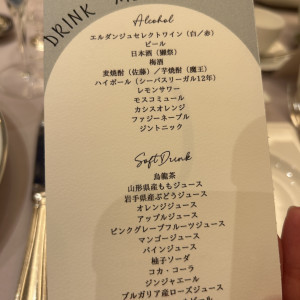 DRINK
Alcohol
エルダンジュセレクトワイン（白／赤）
ビール
日本酒（獺祭）
梅酒
麦焼酎（佐藤）／芋焼酎（魔王）
ハイボール（シーバスリーガル12年）
レモンサワー
モスコミュール
カシスオレンジ
ファジーネーブル
ジントニック
Soft Drink
烏龍茶
山形県産ももジュース
岩手県産ぶどうジュース
オレンジジュース
アップルジュース
ピンクグレープフルーツジュース
マンゴージュース
パインジュース
柚子ソーダ
コカ・コーラ
ジンジャエール
ブルガリア産ローズジュース